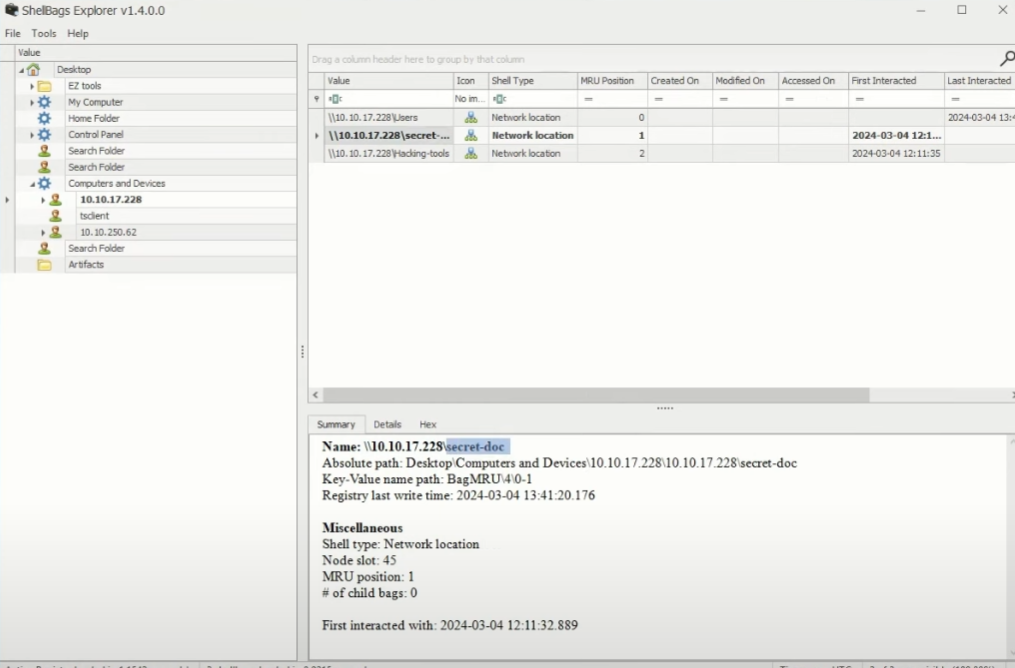 ShellBags Explorer v1.4.0.0
File Tools Help
Value
Desktop
EZ tools
My Computer
Home Folder
Control Panel
Search Folder
Search Folder
Computers and Devices
10.10.17.228
tsclient
10.10.250.62
Search Folder
Artifacts
Drag a column header here to group by that column
Value Icon Shell Type MRU Position Created On Modified On Accessed On First Interacted Last Interacted
No im... = = = = = =
\\10.10.17.228\Users Network location 0 2024-03-04 13:4
\\10.10.17.228\secret-... Network location 1 2024-03-04 12:1...
\\10.10.17.228\Hacking-tools Network location 2 2024-03-04 12:11:35
Summary Details Hex
Name: \\10.10.17.228\secret-doc
Absolute path: Desktop\Computers and Devices\10.10.17.228\10.10.17.228\secret-doc
Key-Value name path: BagMRU\4\0-1
Registry last write time: 2024-03-04 13:41:20.176
Miscellaneous
Shell type: Network location
Node slot: 45
MRU position: 1
# of child bags: 0
First interacted with: 2024-03-04 12:11:32.889